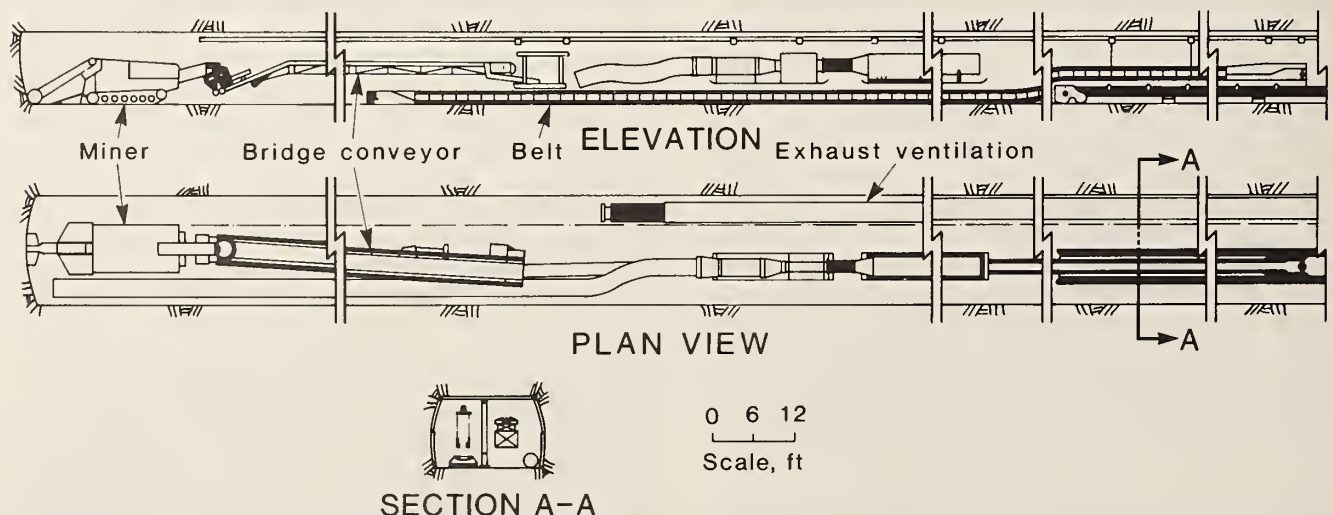 ELEVATION
Miner
Bridge conveyor
Belt
Exhaust ventilation
A
A
PLAN VIEW
0 6 12
Scale, ft
SECTION A-A